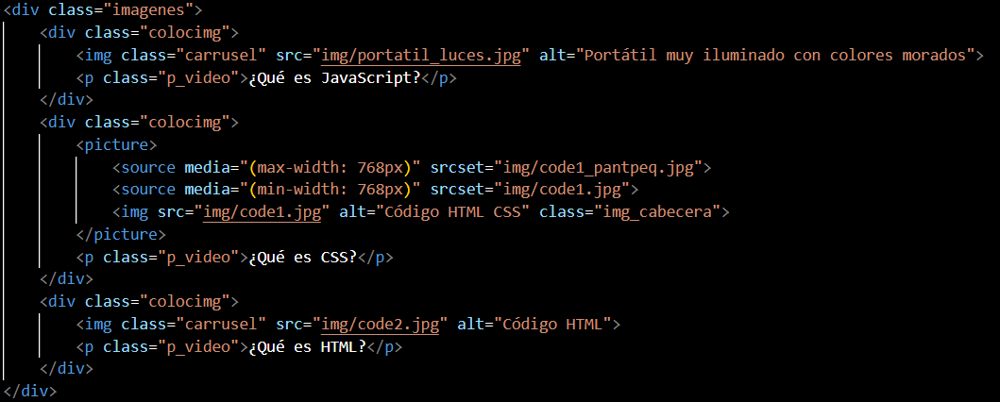 <div class="imagenes">
<div class="colocimg">
<img class="carrusel" src="img/portatil_luces.jpg" alt="Portátil muy iluminado con colores morados">
<p class="p_video">¿Qué es JavaScript?</p>
</div>
<div class="colocimg">
<picture>
<source media="(max-width: 768px)" srcset="img/code1_pantpeq.jpg">
<source media="(min-width: 768px)" srcset="img/code1.jpg">
<img src="img/code1.jpg" alt="Código HTML CSS" class="img_cabecera">
</picture>
<p class="p_video">¿Qué es CSS?</p>
</div>
<div class="colocimg">
<img class="carrusel" src="img/code2.jpg" alt="Código HTML">
<p class="p_video">¿Qué es HTML?</p>
</div>
</div>